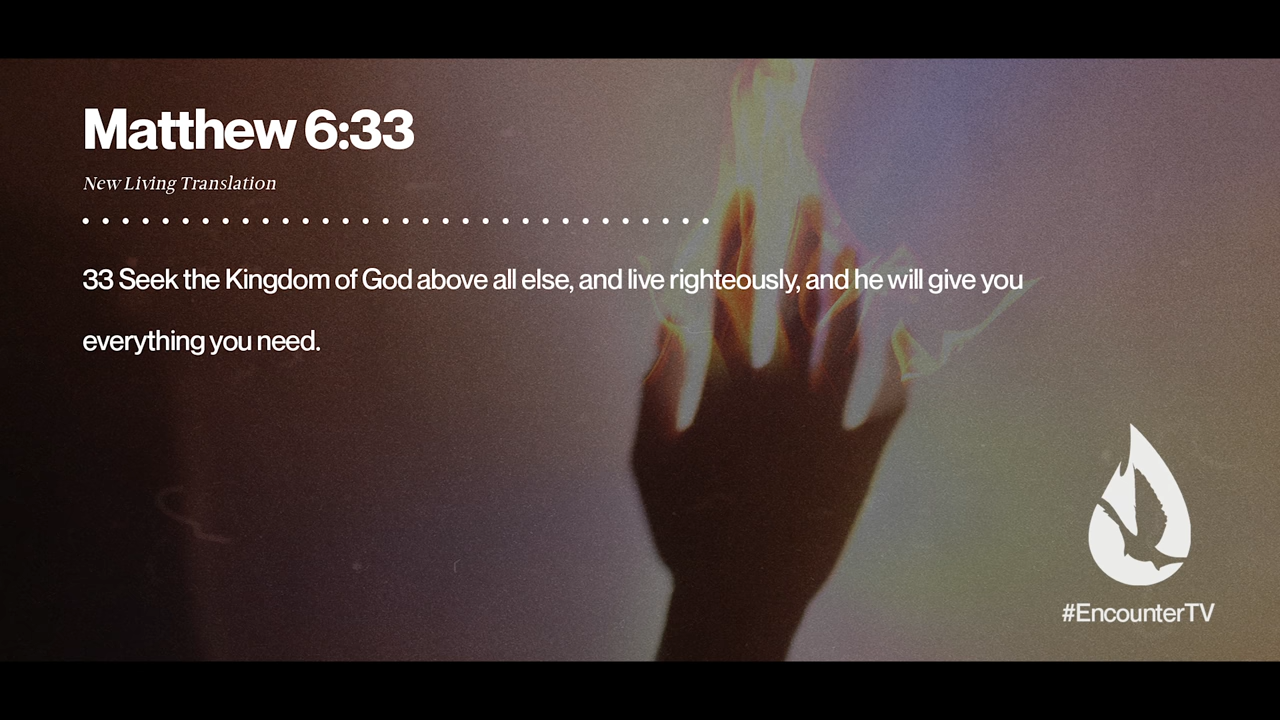 Matthew 6:33
New Living Translation
33 Seek the Kingdom of God above all else, and live righteously, and he will give you
everything you need.
#EncounterTV